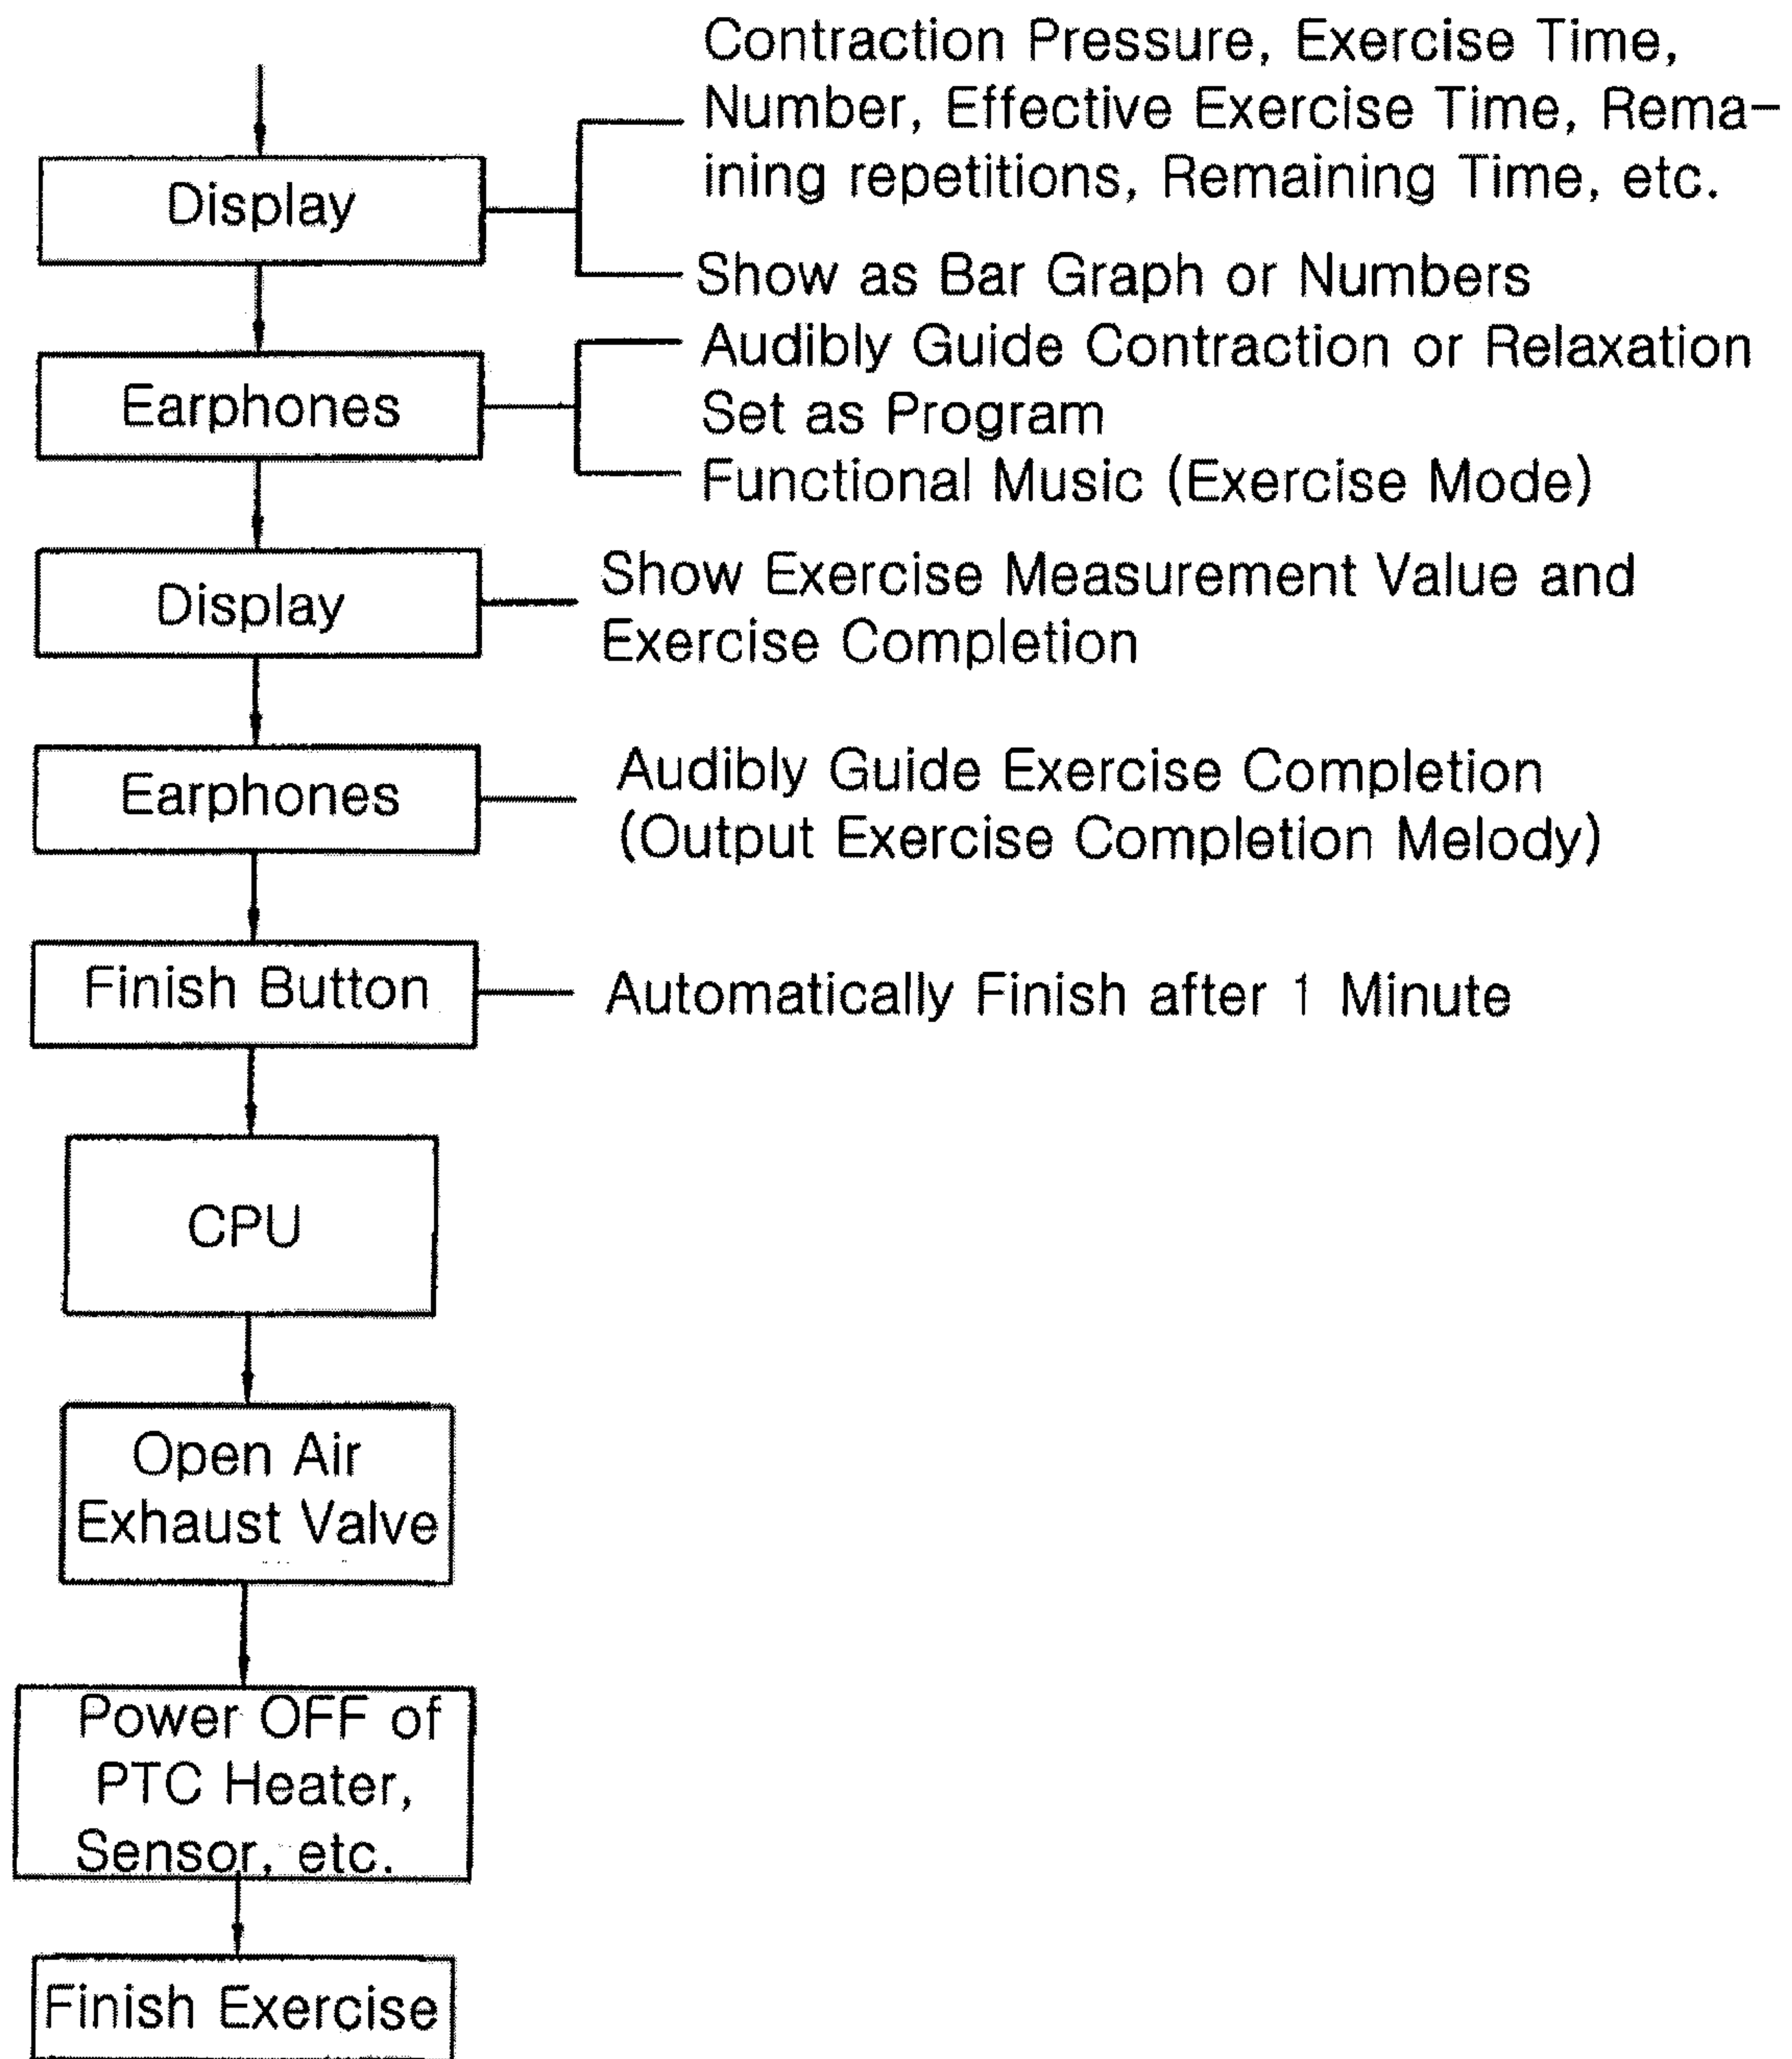 Contraction Pressure, Exercise Time,
Number, Effective Exercise Time, Rema-
ining repetitions, Remaining Time, etc.
Display
Show as Bar Graph or Numbers
Audibly Guide Contraction or Relaxation
Set as Program
Earphones
Functional Music (Exercise Mode)
Show Exercise Measurement Value and
Exercise Completion
Display
Audibly Guide Exercise Completion
(Output Exercise Completion Melody)
Earphones
Finish Button
Automatically Finish after 1 Minute
CPU
Open Air
Exhaust Valve
Power OFF of
PTC Heater,
Sensor, etc.
Finish Exercise